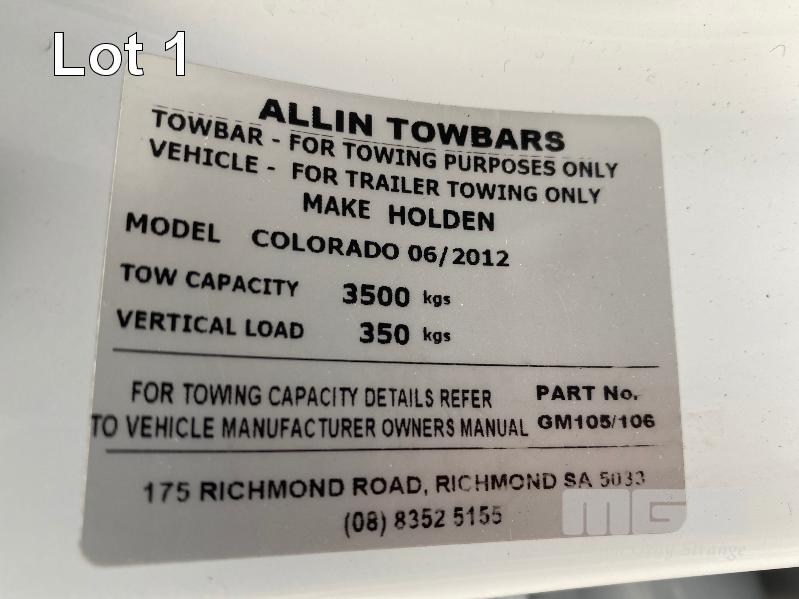 Lot 1
ALLIN TOWBARS
TOWBAR - FOR TOWING PURPOSES ONLY
VEHICLE - FOR TRAILER TOWING ONLY
MAKE HOLDEN
MODEL COLORADO 06/2012
TOW CAPACITY 3500 kgs
VERTICAL LOAD 350 kgs
FOR TOWING CAPACITY DETAILS REFER
TO VEHICLE MANUFACTURER OWNERS MANUAL
PART No.
GM105/106
175 RICHMOND ROAD, RICHMOND SA 5033
(08) 8352 5155
MG
Strange